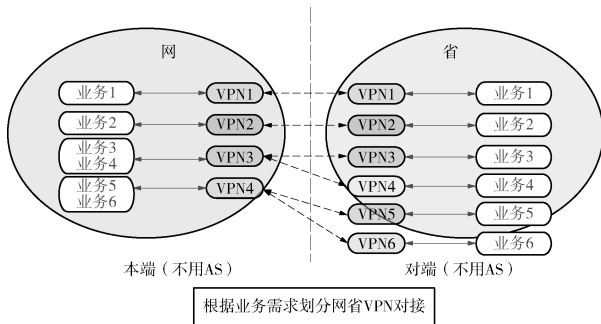 网
省
业务1
VPN1
VPN1
业务1
业务2
VPN2
VPN2
业务2
业务3
业务4
VPN3
VPN3
业务3
业务5
业务6
VPN4
VPN4
业务4
VPN5
业务5
VPN6
业务6
本端（不用AS）
对端（不用AS）
根据业务需求划分网省VPN对接